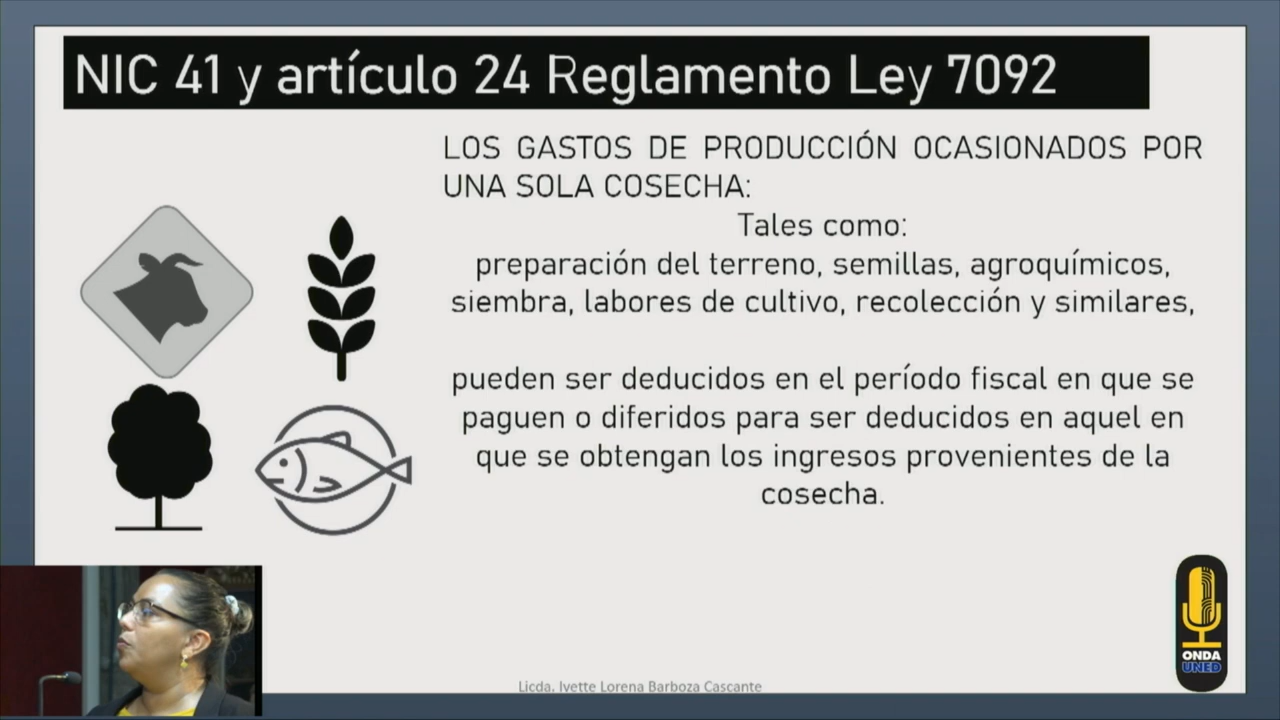 NIC 41 y artículo 24 Reglamento Ley 7092
LOS GASTOS DE PRODUCCIÓN OCASIONADOS POR
UNA SOLA COSECHA:
Tales como:
preparación del terreno, semillas, agroquímicos,
siembra, labores de cultivo, recolección y similares,
pueden ser deducidos en el período fiscal en que se
paguen o diferidos para ser deducidos en aquel en
que se obtengan los ingresos provenientes de la
cosecha.
ONDA
UNED
Licda. Ivette Lorena Barboza Cascante